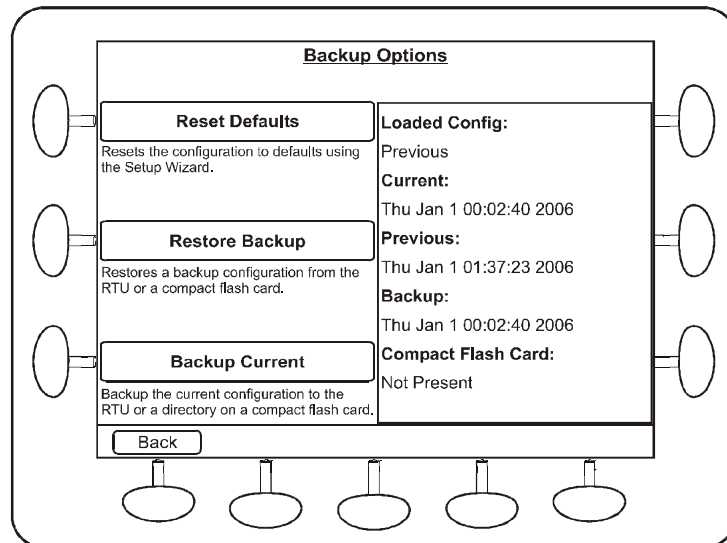 Backup Options
Reset Defaults
Resets the configuration to defaults using
the Setup Wizard.
Restore Backup
Restores a backup configuration from the
RTU or a compact flash card.
Backup Current
Backup the current configuration to the
RTU or a directory on a compact flash card.
Loaded Config:
Previous
Current:
Thu Jan 1 00:02:40 2006
Previous:
Thu Jan 1 01:37:23 2006
Backup:
Thu Jan 1 00:02:40 2006
Compact Flash Card:
Not Present
Back